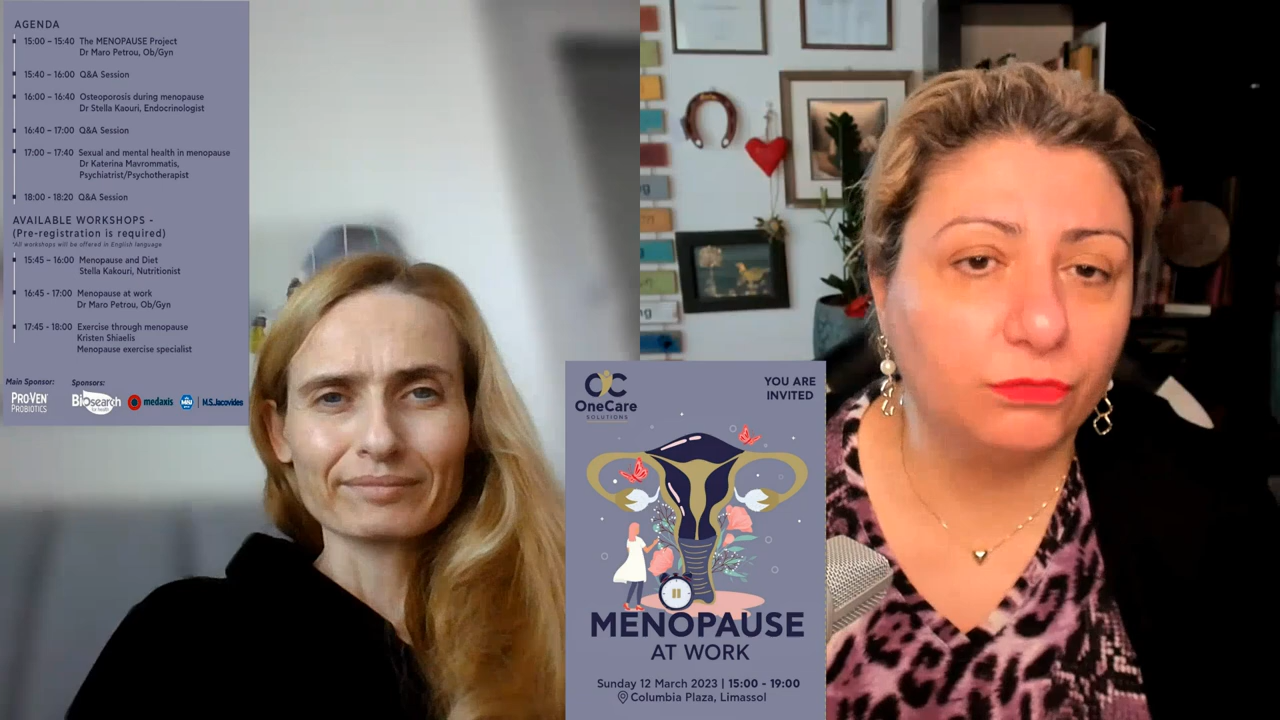 AGENDA
15:00 – 15:40 The MENOPAUSE Project
Dr Maro Petrou, Ob/Gyn
15:40 – 16:00 Q&A Session
16:00 – 16:40 Osteoporosis during menopause
Dr Stella Kaouri, Endocrinologist
16:40 – 17:00 Q&A Session
17:00 – 17:40 Sexual and mental health in menopause
Dr Katerina Mavrommatis,
Psychiatrist/Psychotherapist
18:00 - 18:20 Q&A Session
AVAILABLE WORKSHOPS -
(Pre-registration is required)
*All workshops will be offered in English language
15:45 – 16:00 Menopause and Diet
Stella Kakouri, Nutritionist
16:45 - 17:00 Menopause at work
Dr Maro Petrou, Ob/Gyn
17:45 - 18:00 Exercise through menopause
Kristen Shiaelis
Menopause exercise specialist
Main Sponsor:
Sponsors:
PRO-VEN
PROBIOTICS
Biosearch
for health
medaxis
M.S.Jacovides
OC
OneCare
SOLUTIONS
YOU ARE
INVITED
MENOPAUSE
AT WORK
Sunday 12 March 2023 | 15:00 - 19:00
Columbia Plaza, Limassol